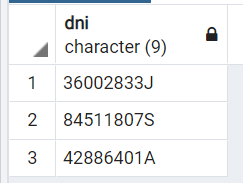 dni
character (9)
1 36002833J
2 84511807S
3 42886401A